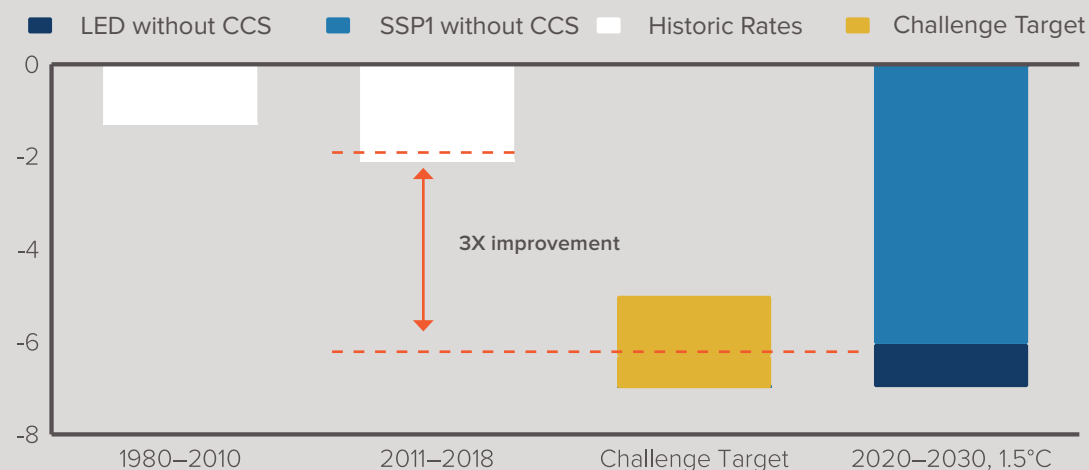 LED without CCS SSP1 without CCS Historic Rates Challenge Target
0
-2
-4
-6
-8
3X improvement
1980–2010 2011–2018 Challenge Target 2020–2030, 1.5°C